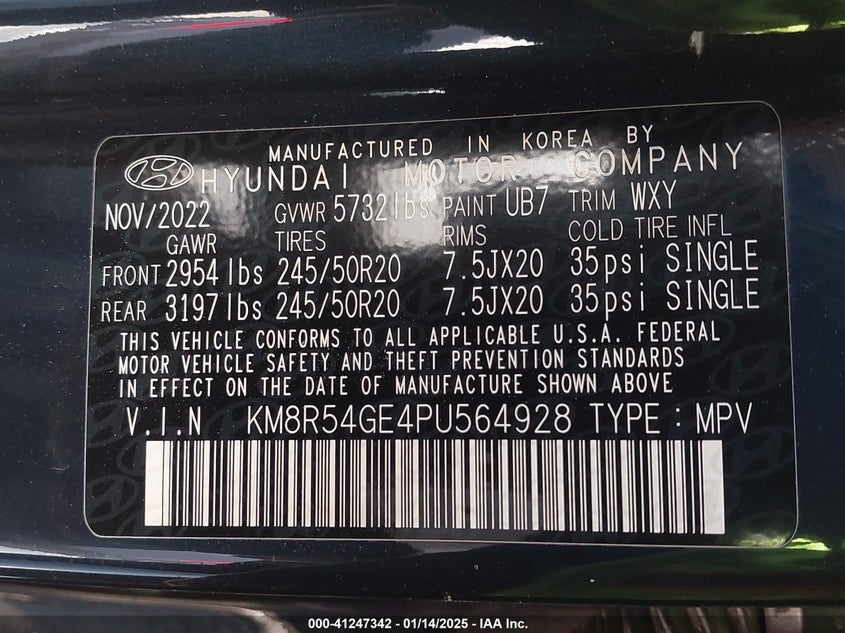 MANUFACTURED IN KOREA BY
HYUNDAI MOTOR COMPANY
NOV/2022 GVWR 5732 lbs PAINT UB7 TRIM WXY
GAWR TIRES RIMS COLD TIRE INFL
FRONT 2954 lbs 245/50R20 7.5JX20 35psi SINGLE
REAR 3197 lbs 245/50R20 7.5JX20 35psi SINGLE
THIS VEHICLE CONFORMS TO ALL APPLICABLE U.S.A. FEDERAL
MOTOR VEHICLE SAFETY AND THEFT PREVENTION STANDARDS
IN EFFECT ON THE DATE OF MANUFACTURE SHOWN ABOVE
V.I.N KM8R54GE4PU564928 TYPE : MPV
000-41247342 - 01/14/2025 - IAA Inc.